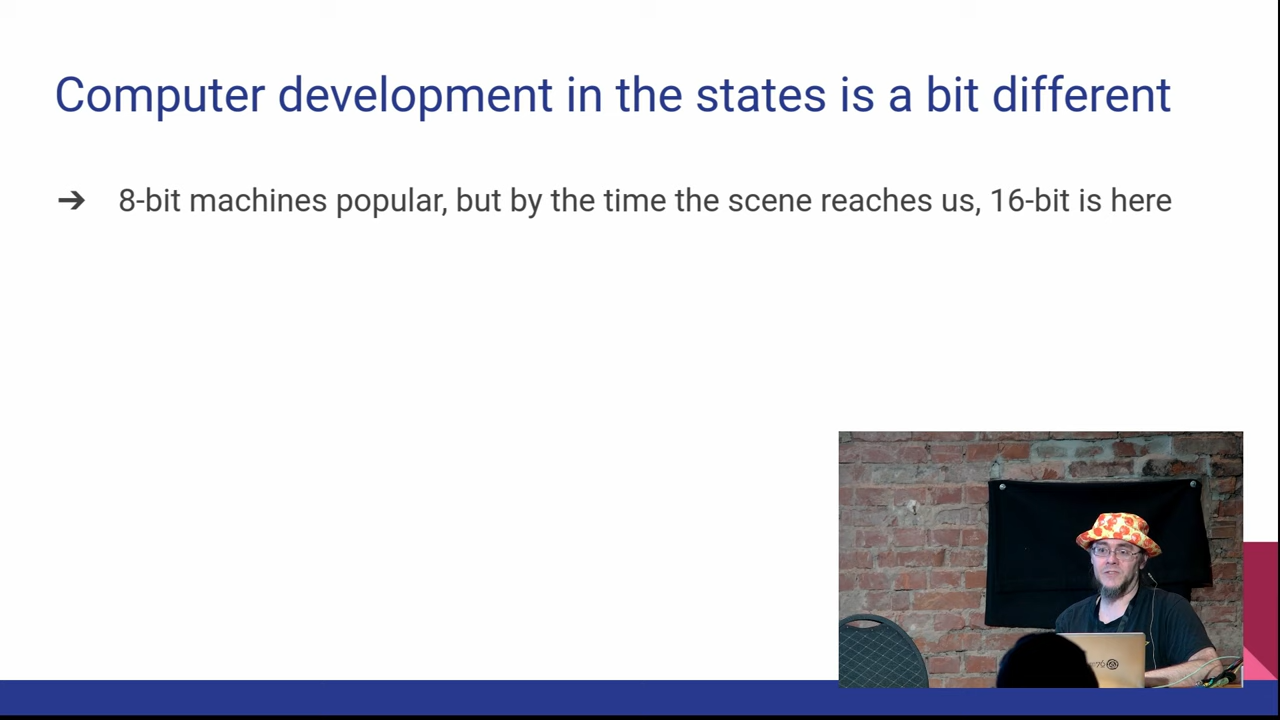 Computer development in the states is a bit different
➔ 8-bit machines popular, but by the time the scene reaches us, 16-bit is here